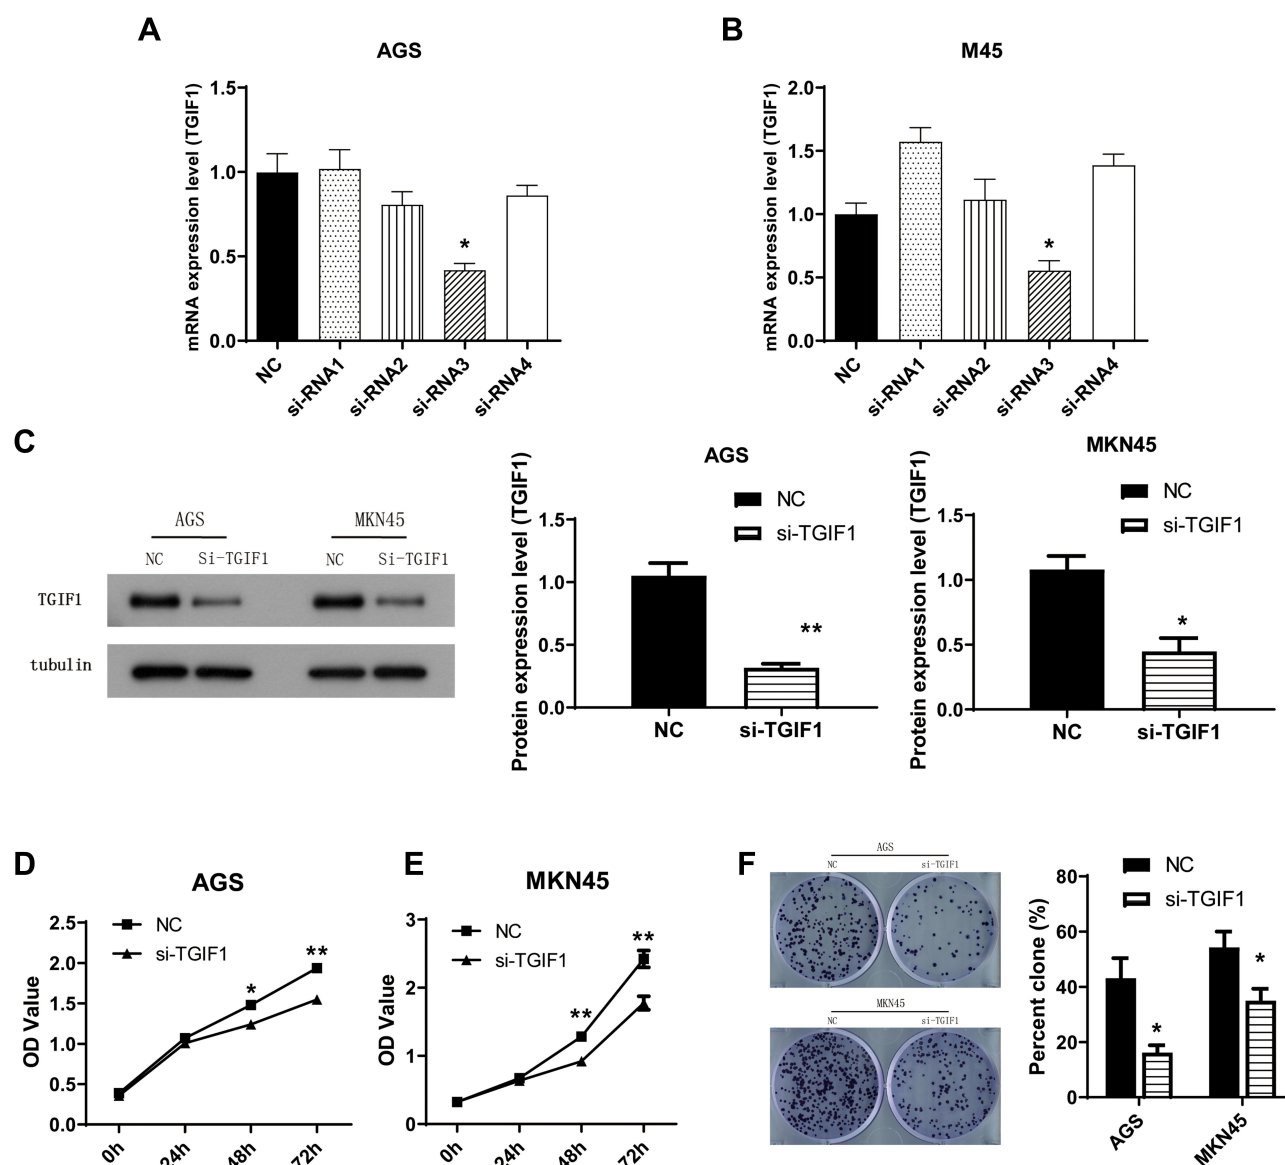 A
AGS
mRNA expression level (TGIF1)
1.5
1.0
0.5
0.0
*
NC
si-RNA1
si-RNA2
si-RNA3
si-RNA4
B
M45
mRNA expression level (TGIF1)
2.0
1.5
1.0
0.5
0.0
*
NC
si-RNA1
si-RNA2
si-RNA3
si-RNA4
C
AGS
MKN45
NC
Si-TGIF1
NC
Si-TGIF1
TGIF1
tubulin
AGS
NC
si-TGIF1
Protein expression level (TGIF1)
1.5
1.0
0.5
0.0
**
NC
si-TGIF1
MKN45
NC
si-TGIF1
Protein expression level (TGIF1)
1.5
1.0
0.5
0.0
*
NC
si-TGIF1
D
AGS
NC
si-TGIF1
OD Value
2.5
2.0
1.5
1.0
0.5
0.0
*
**
0h
24h
48h
72h
E
MKN45
NC
si-TGIF1
OD Value
3
2
1
0
**
**
0h
24h
48h
72h
F
AGS
NC
si-TGIF1
MKN45
NC
si-TGIF1
NC
si-TGIF1
Percent clone (%)
80
60
40
20
0
*
*
AGS
MKN45